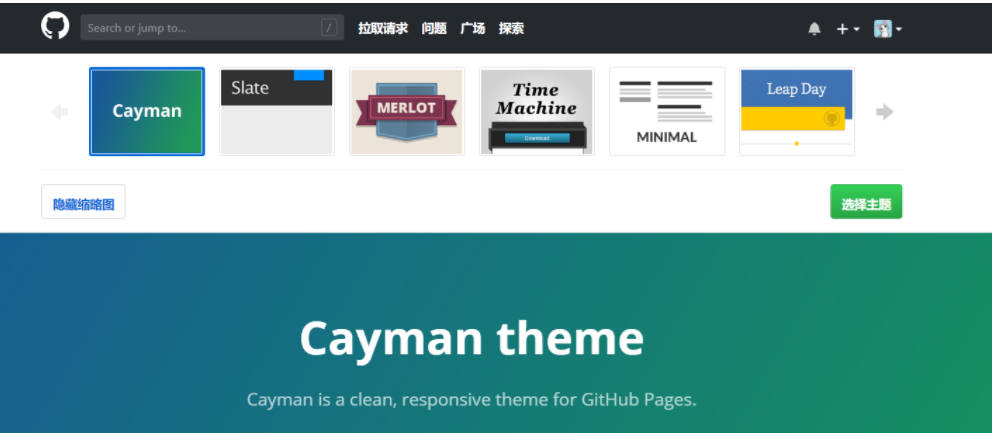 Search or jump to...
/
拉取请求 问题 广场 探索
Cayman
Slate
MERLOT
Time
Machine
Download
MINIMAL
Leap Day
隐藏缩略图
选择主题
Cayman theme
Cayman is a clean, responsive theme for GitHub Pages.